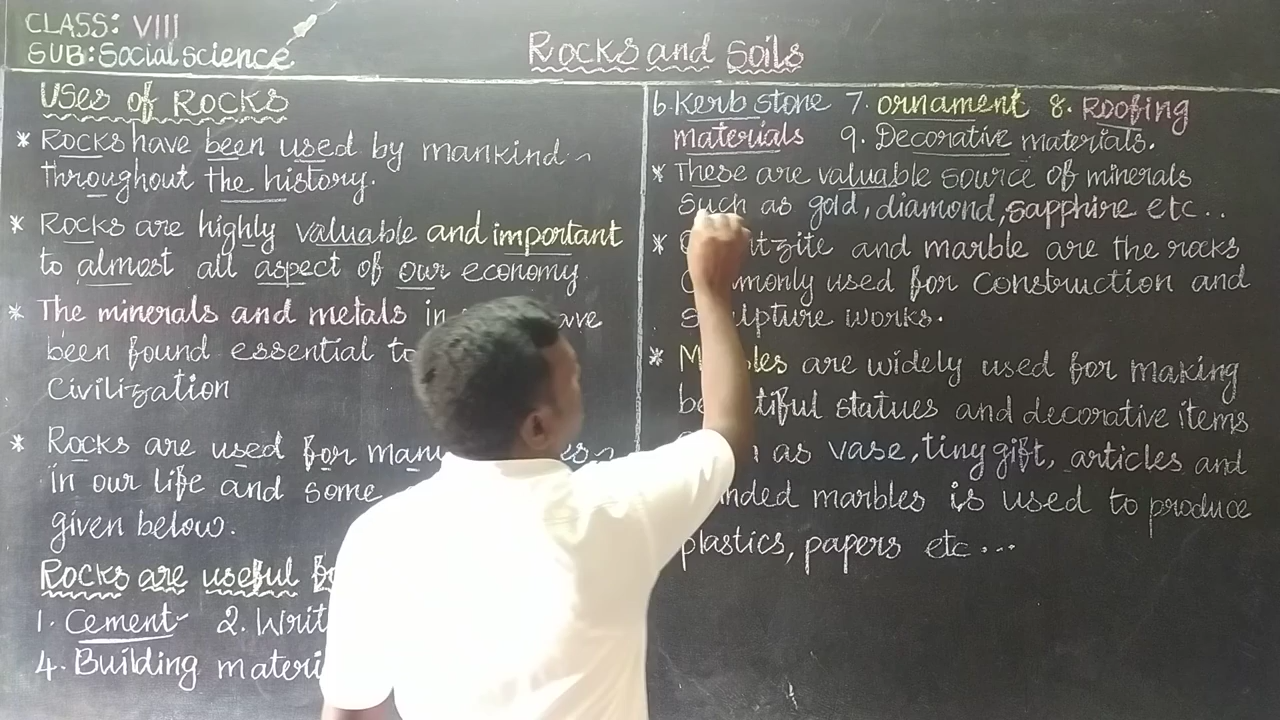 CLASS: VIII
SUB: Social science
Rocks and Soils
Uses of Rocks
* Rocks have been used by mankind
throughout the history.
* Rocks are highly valuable and important
to almost all aspect of our economy.
* The minerals and metals in
been found essential to
Civilization
* Rocks are used for many
in our life and some
given below.
Rocks are useful
1. Cement 2.
4. Building
6. Kerb stone 7. ornament 8. Roofing
materials 9. Decorative materials.
* These are valuable source of minerals
such as gold, diamond, sapphire etc..
* and marble are the rocks
used for construction and
works.
* are widely used for making
statues and decorative items
as vase, tiny gift, articles and
marbles is used to produce
plastics, papers etc...